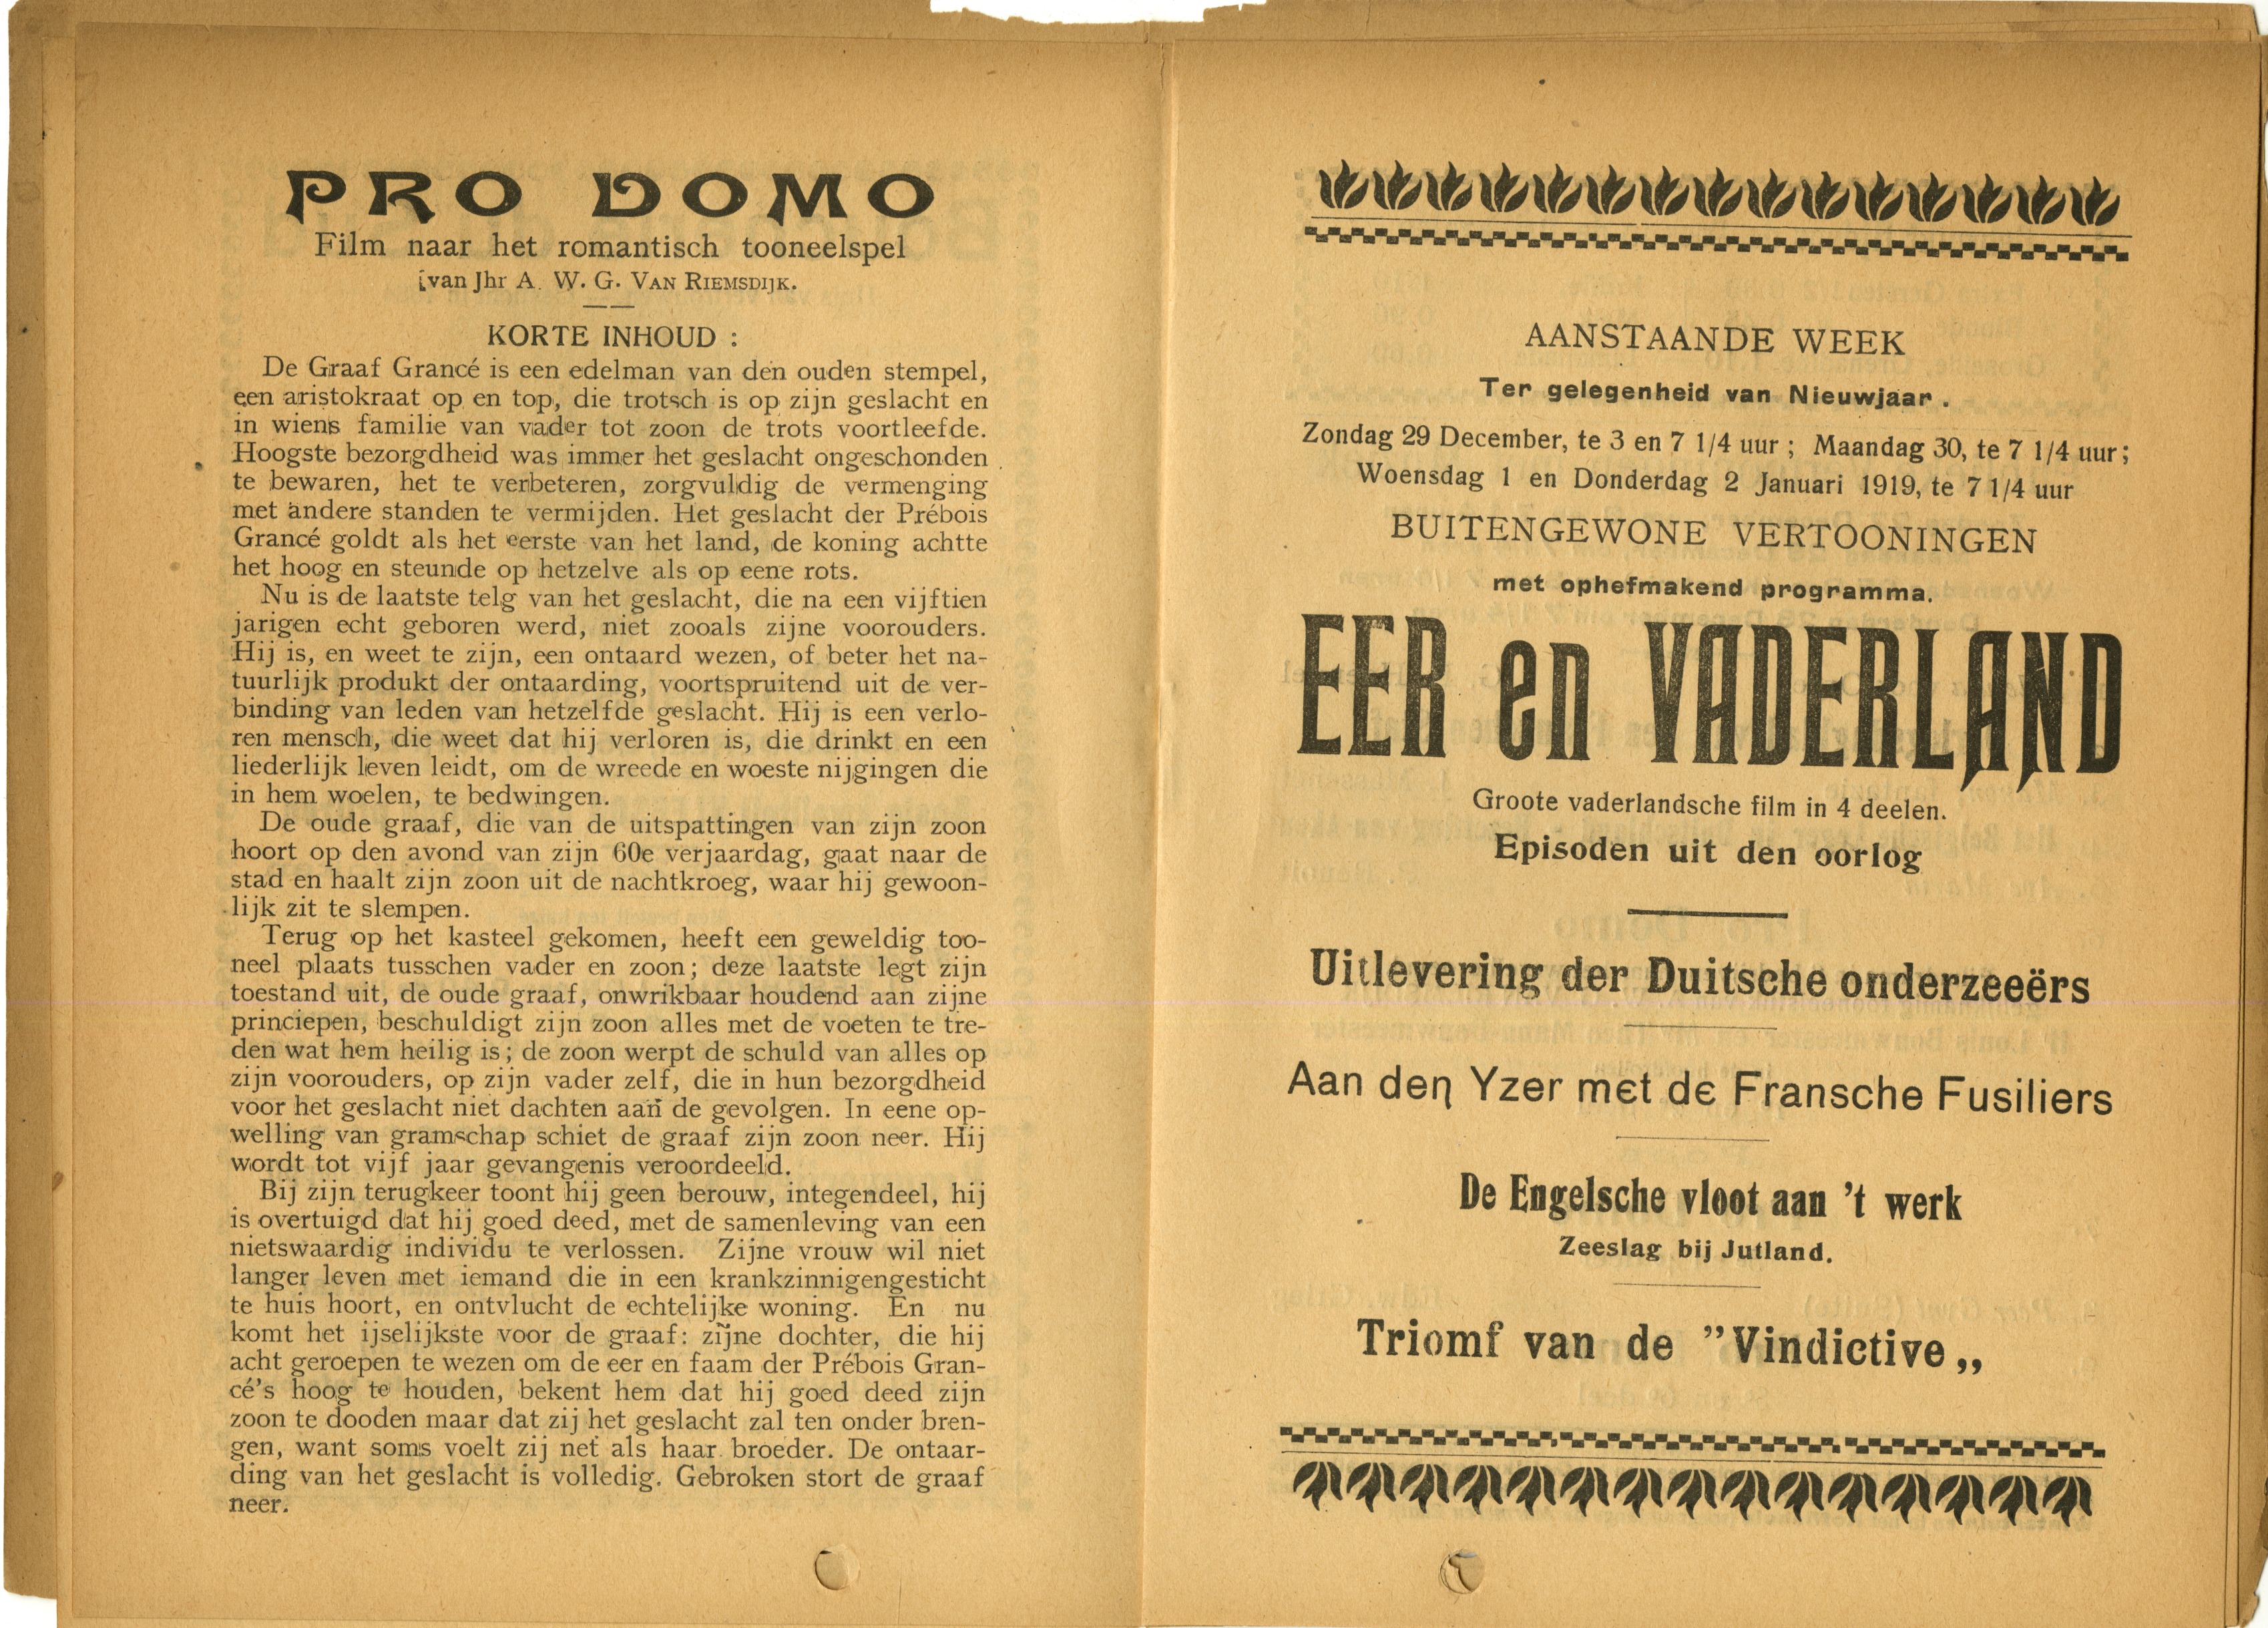 PRO DOMO
Film naar het romantisch tooneelspel
van Jhr A. W. G. VAN RIEMSDIJK.
KORTE INHOUD :
De Graaf Grancé is een edelman van den ouden stempel,
een aristokraat op en top, die trotsch is op zijn geslacht en
in wiens familie van vader tot zoon de trots voortleefde.
Hoogste bezorgdheid was immer het geslacht ongeschonden
te bewaren, het te verbeteren, zorgvuldig de vermenging
met andere standen te vermijden. Het geslacht der Prébois
Grancé goldt als het eerste van het land, de koning achtte
het hoog en steunde op hetzelve als op eene rots.
Nu is de laatste telg van het geslacht, die na een vijftien
jarigen echt geboren werd, niet zooals zijne voorouders.
Hij is, en weet te zijn, een ontaard wezen, of beter het na-
tuurlijk produkt der ontaarding, voortspruitend uit de ver-
binding van leden van hetzelfde geslacht. Hij is een verlo-
ren mensch, die weet dat hij verloren is, die drinkt en een
liederlijk leven leidt, om de wreede en woeste nijgingen die
in hem woelen, te bedwingen.
De oude graaf, die van de uitspattingen van zijn zoon
hoort op den avond van zijn 60e verjaardag, gaat naar de
stad en haalt zijn zoon uit de nachtkroeg, waar hij gewoon-
lijk zit te slempen.
Terug op het kasteel gekomen, heeft een geweldig too-
neel plaats tusschen vader en zoon; deze laatste legt zijn
toestand uit, de oude graaf, onwrikbaar houdend aan zijne
princiepen, beschuldigt zijn zoon alles met de voeten te tre-
den wat hem heilig is; de zoon werpt de schuld van alles op
zijn voorouders, op zijn vader zelf, die in hun bezorgdheid
voor het geslacht niet dachten aan de gevolgen. In eene op-
welling van gramschap schiet de graaf zijn zoon neer. Hij
wordt tot vijf jaar gevangenis veroordeeld.
Bij zijn terugkeer toont hij geen berouw, integendeel, hij
is overtuigd dat hij goed deed, met de samenleving van een
nietswaardig individu te verlossen. Zijne vrouw wil niet
langer leven met iemand die in een krankzinnigengesticht
te huis hoort, en ontvlucht de echtelijke woning. En nu
komt het ijselijkste voor de graaf: zijne dochter, die hij
acht geroepen te wezen om de eer en faam der Prébois Gran-
cé's hoog te houden, bekent hem dat hij goed deed zijn
zoon te dooden maar dat zij het geslacht zal ten onder bren-
gen, want soms voelt zij net als haar broeder. De ontaar-
ding van het geslacht is volledig. Gebroken stort de graaf
neer.
AANSTAANDE WEEK
Ter gelegenheid van Nieuwjaar.
Zondag 29 December, te 3 en 7 1/4 uur ; Maandag 30, te 7 1/4 uur;
Woensdag 1 en Donderdag 2 Januari 1919, te 7 1/4 uur
BUITENGEWONE VERTOONINGEN
met ophefmakend programma.
EER en VADERLAND
Groote vaderlandsche film in 4 deelen.
Episoden uit den oorlog
Uitlevering der Duitsche onderzeeërs
Aan den Yzer met de Fransche Fusiliers
De Engelsche vloot aan 't werk
Zeeslag bij Jutland.
Triomf van de "Vindictive„